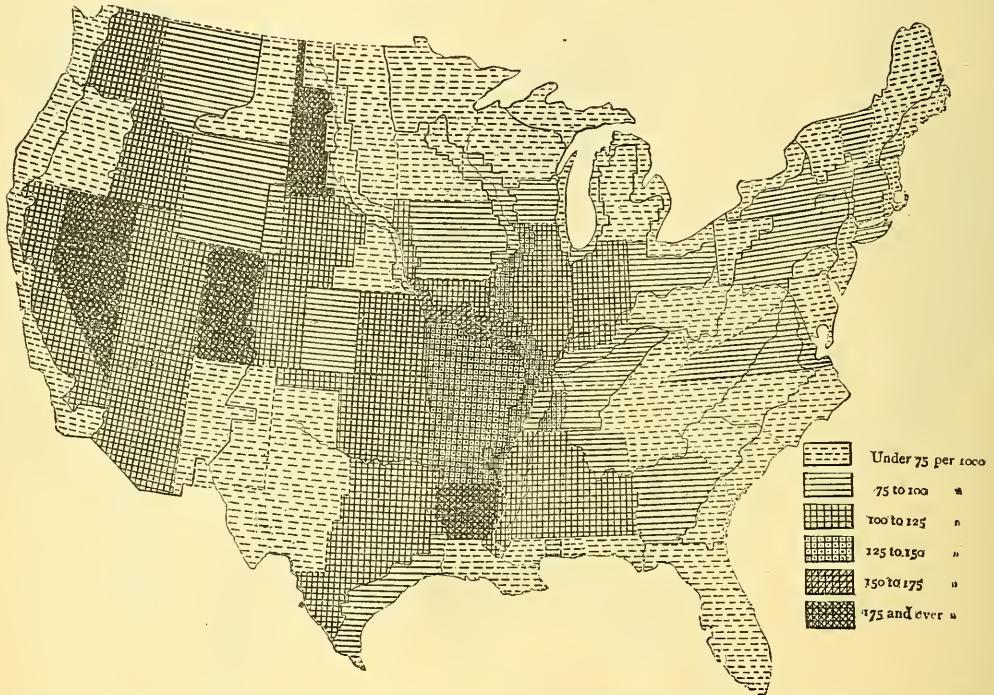 Under 75 per 1000
75 to 100 "
100 to 125 "
125 to 150 "
150 to 175 "
175 and over "